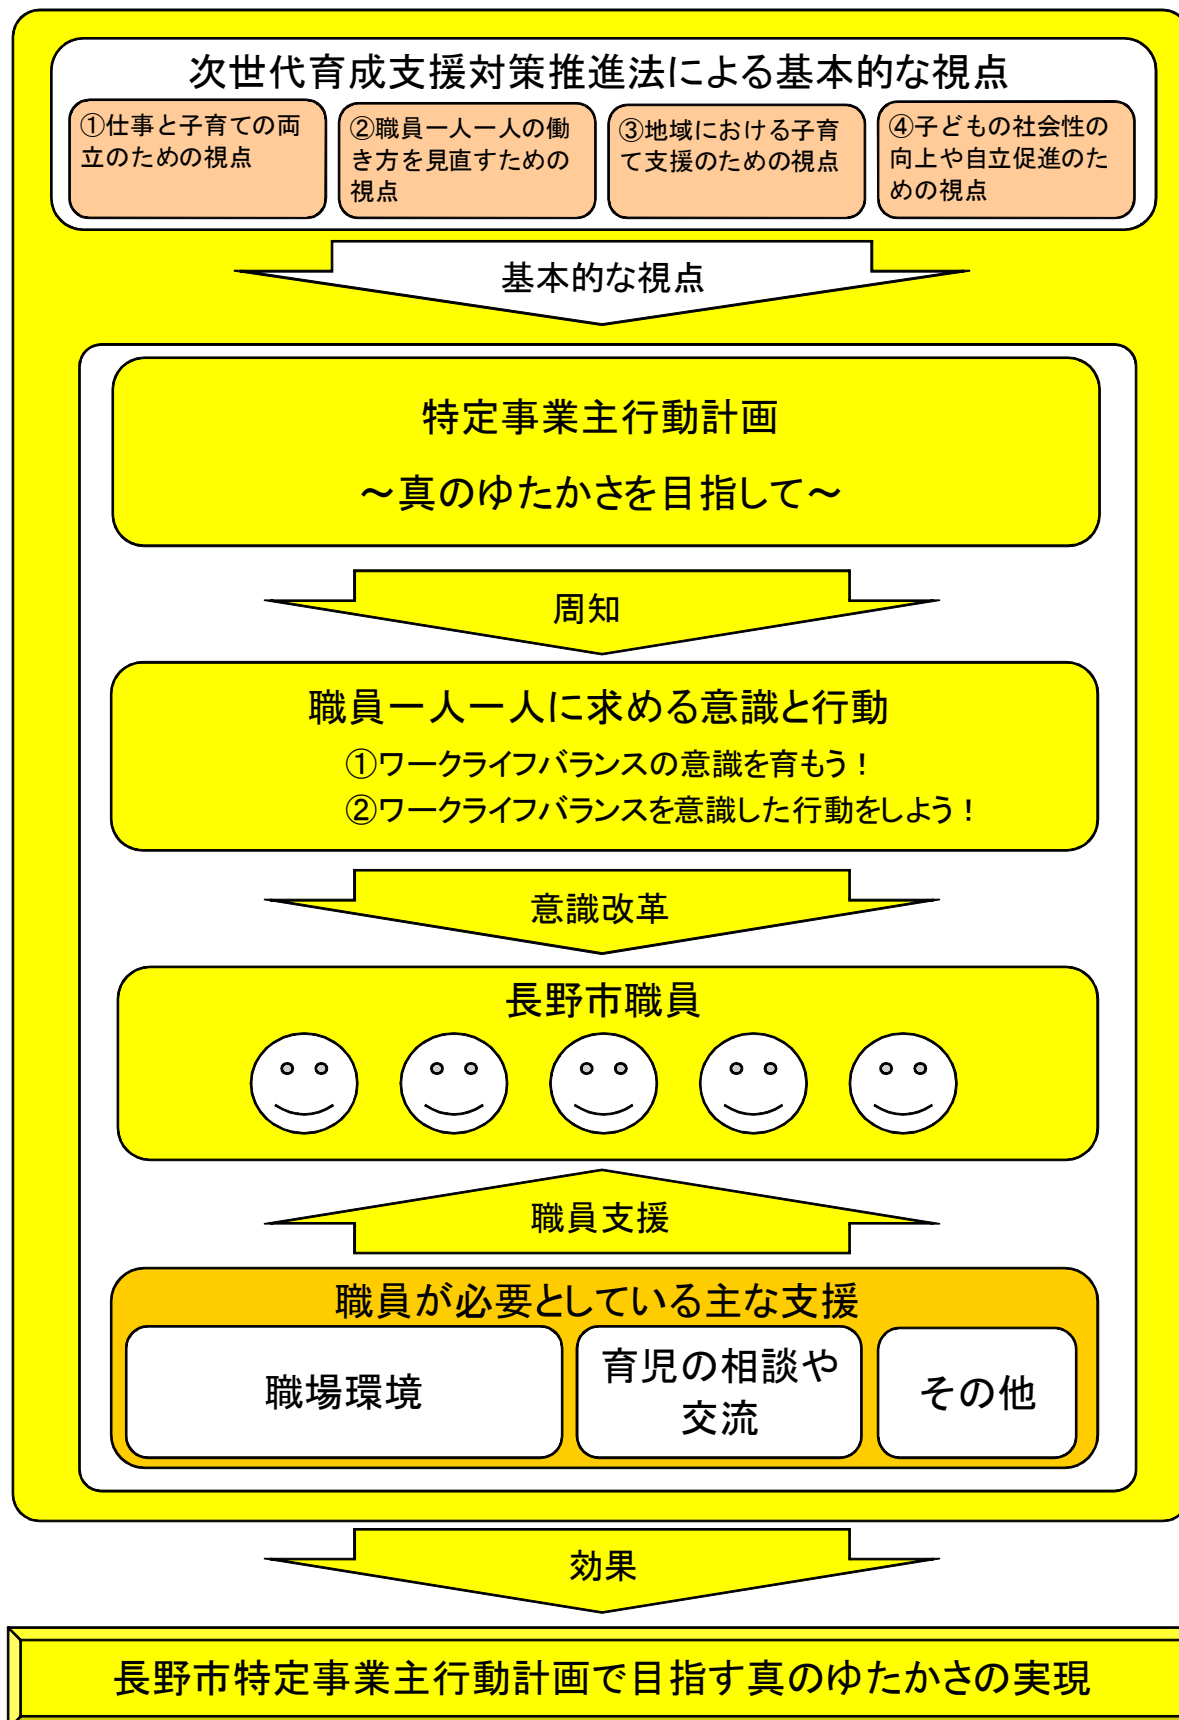 次世代育成支援対策推進法による基本的な視点
①仕事と子育ての両
立のための視点
②職員一人一人の働
き方を見直すための
視点
③地域における子育
て支援のための視点
④子どもの社会性の
向上や自立促進のた
めの視点
基本的な視点
特定事業主行動計画
～真のゆたかさを目指して～
周知
職員一人一人に求める意識と行動
①ワークライフバランスの意識を育もう！
②ワークライフバランスを意識した行動をしよう！
意識改革
長野市職員
職員支援
職員が必要としている主な支援
職場環境
育児の相談や
交流
その他
効果
長野市特定事業主行動計画で目指す真のゆたかさの実現